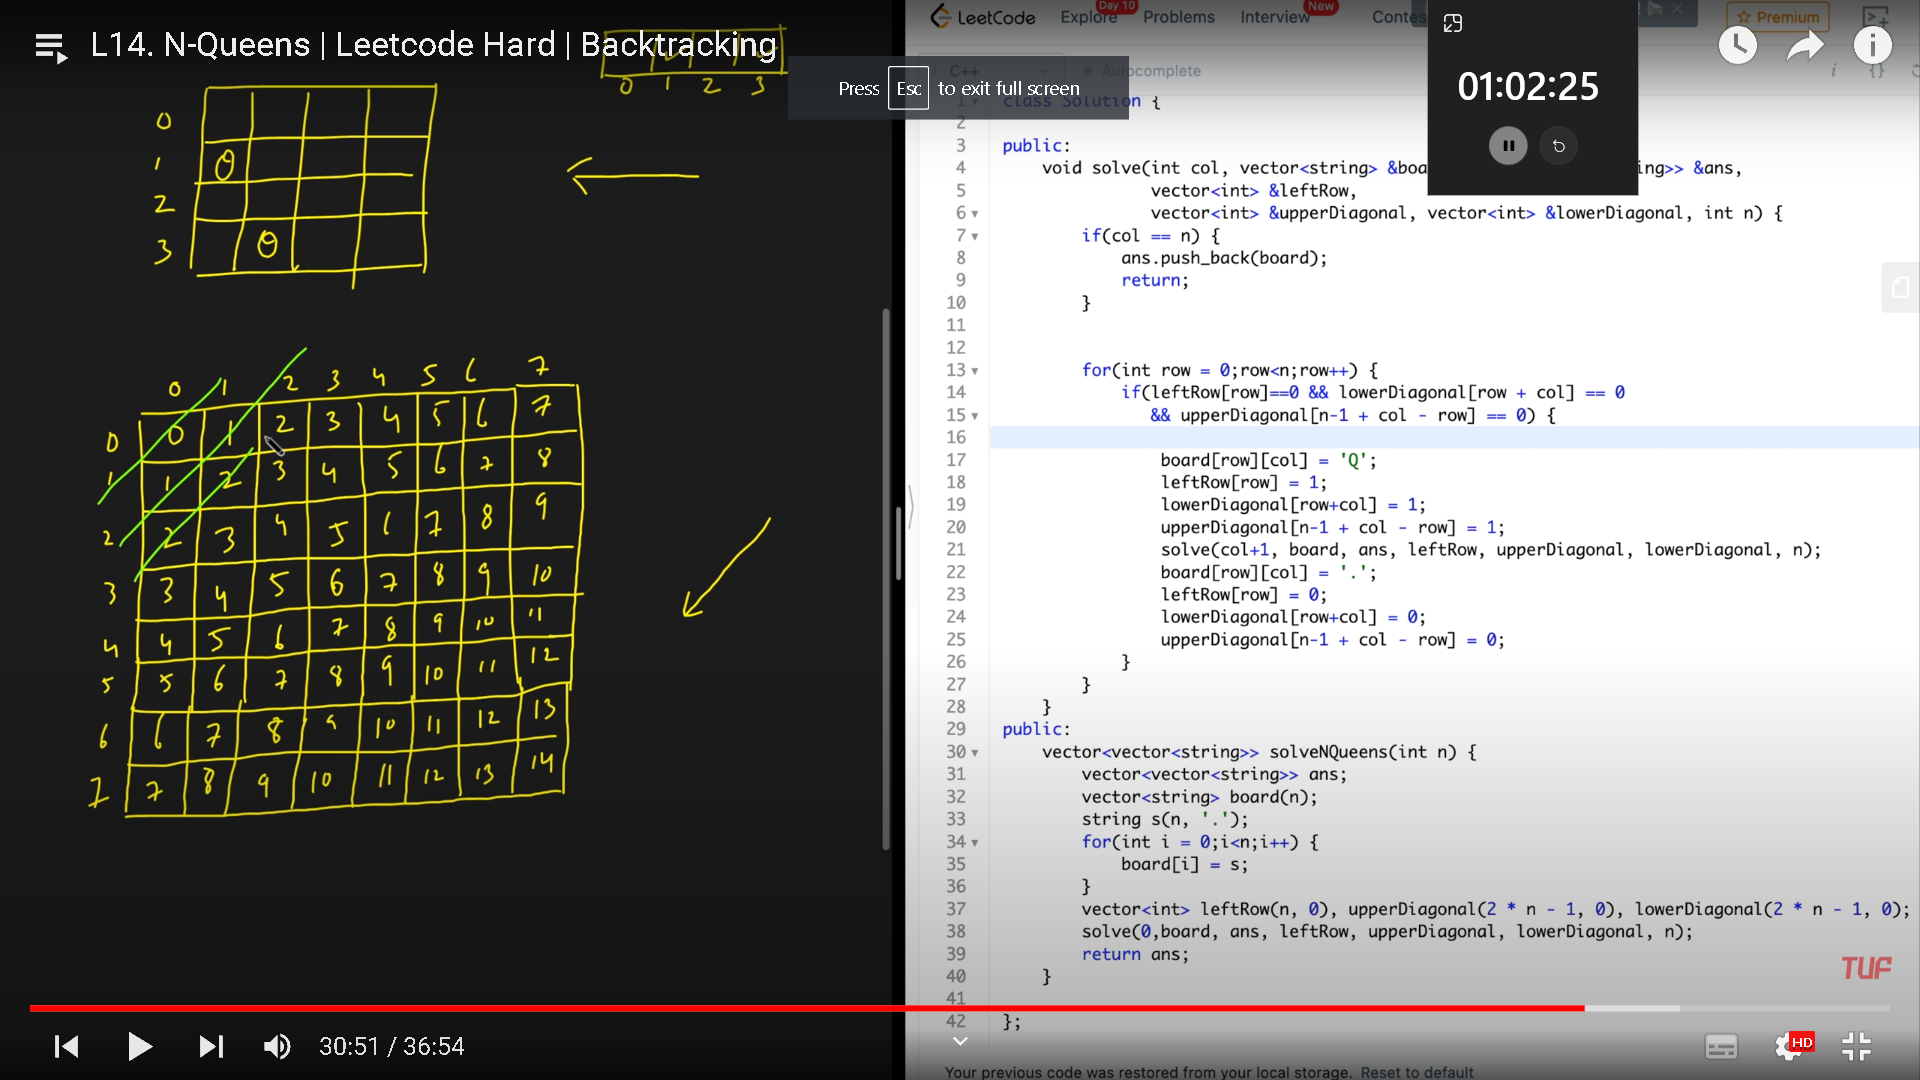 L14. N-Queens | Leetcode Hard | Backtracking
0 1 2 3
0
1 Q
2
3 Q
0 1 2 3 4 5 6 7
0 0 1 2 3 4 5 6 7
1 1 2 3 4 5 6 7 8
2 2 3 4 5 6 7 8 9
3 3 4 5 6 7 8 9 10
4 4 5 6 7 8 9 10 11
5 5 6 7 8 9 10 11 12
6 6 7 8 9 10 11 12 13
7 7 8 9 10 11 12 13 14
30:51 / 36:54
LeetCode Explore Day 10 Problems Interview New Contes
Premium
Press Esc to exit full screen
01:02:25
C++ Autocomplete
1 class Solution {
2
3 public:
4 void solve(int col, vector<string> &boa ing>> &ans,
5 vector<int> &leftRow,
6 vector<int> &upperDiagonal, vector<int> &lowerDiagonal, int n) {
7 if(col == n) {
8 ans.push_back(board);
9 return;
10 }
11
12
13 for(int row = 0;row<n;row++) {
14 if(leftRow[row]==0 && lowerDiagonal[row + col] == 0
15 && upperDiagonal[n-1 + col - row] == 0) {
16
17 board[row][col] = 'Q';
18 leftRow[row] = 1;
19 lowerDiagonal[row+col] = 1;
20 upperDiagonal[n-1 + col - row] = 1;
21 solve(col+1, board, ans, leftRow, upperDiagonal, lowerDiagonal, n);
22 board[row][col] = '.';
23 leftRow[row] = 0;
24 lowerDiagonal[row+col] = 0;
25 upperDiagonal[n-1 + col - row] = 0;
26 }
27 }
28 }
29 public:
30 vector<vector<string>> solveNQueens(int n) {
31 vector<vector<string>> ans;
32 vector<string> board(n);
33 string s(n, '.');
34 for(int i = 0;i<n;i++) {
35 board[i] = s;
36 }
37 vector<int> leftRow(n, 0), upperDiagonal(2 * n - 1, 0), lowerDiagonal(2 * n - 1, 0);
38 solve(0,board, ans, leftRow, upperDiagonal, lowerDiagonal, n);
39 return ans;
40 }
41
42 };
TUF
HD
Your previous code was restored from your local storage. Reset to default